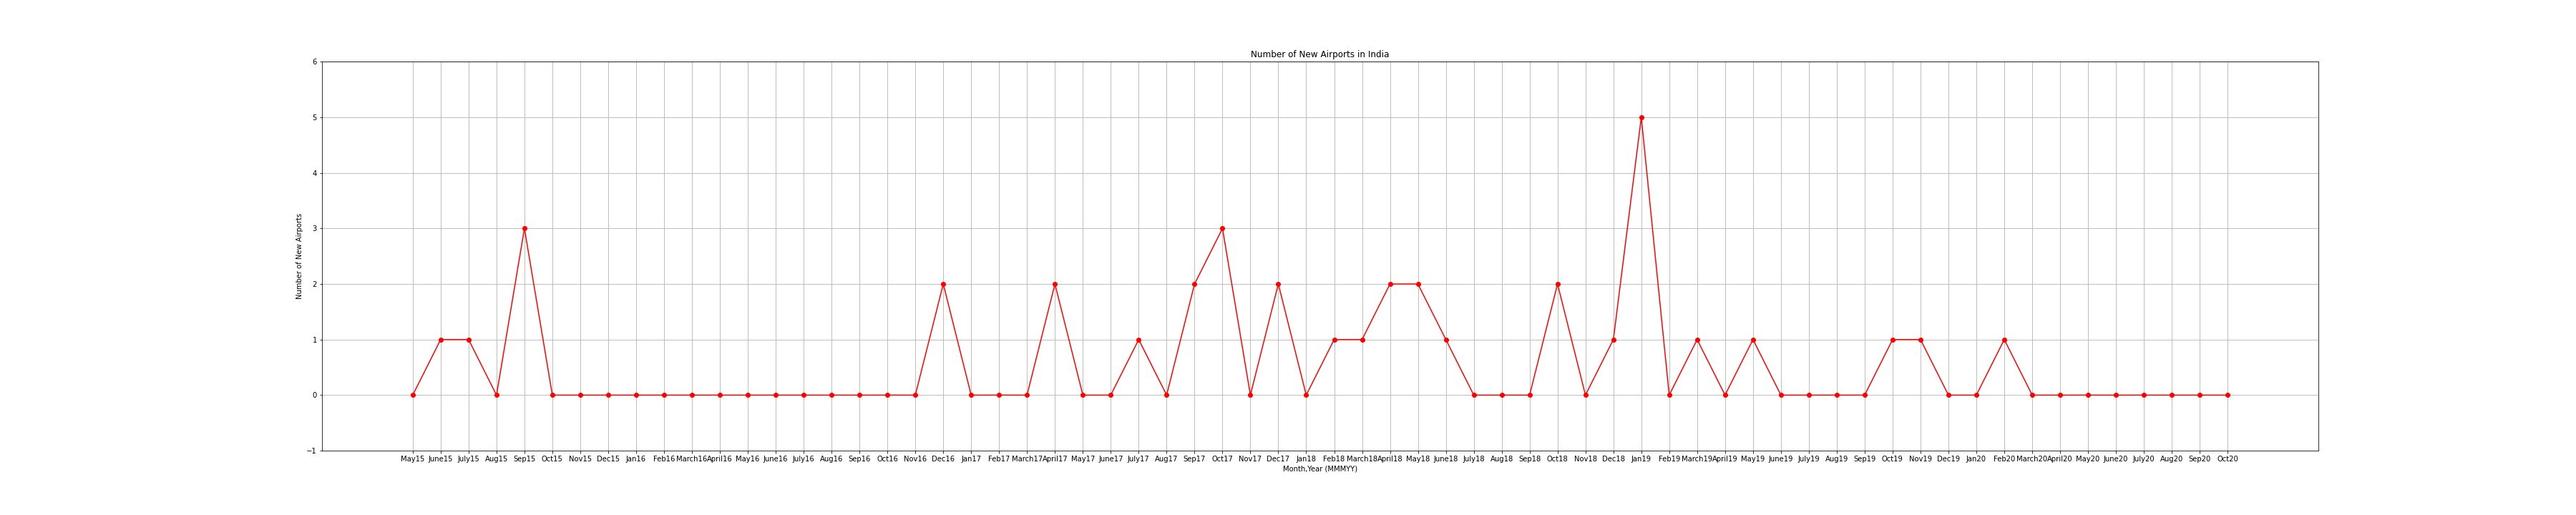 Number of New Airports in India
6
5
4
3
2
1
0
−1
Number of New Airports
May15 June15 July15 Aug15 Sep15 Oct15 Nov15 Dec15 Jan16 Feb16 March16 April16 May16 June16 July16 Aug16 Sep16 Oct16 Nov16 Dec16 Jan17 Feb17 March17 April17 May17 June17 July17 Aug17 Sep17 Oct17 Nov17 Dec17 Jan18 Feb18 March18 April18 May18 June18 July18 Aug18 Sep18 Oct18 Nov18 Dec18 Jan19 Feb19 March19 April19 May19 June19 July19 Aug19 Sep19 Oct19 Nov19 Dec19 Jan20 Feb20 March20 April20 May20 June20 July20 Aug20 Sep20 Oct20
Month,Year (MMMYY)